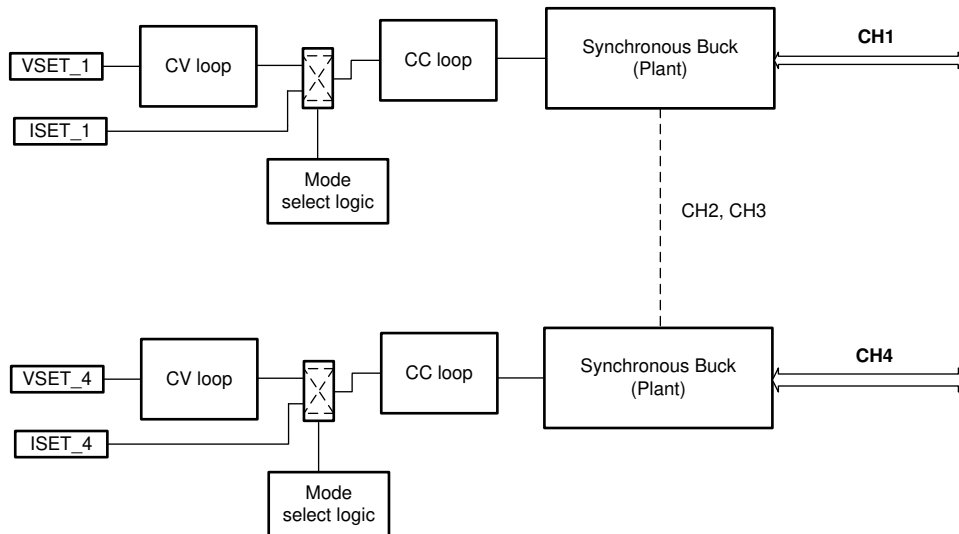 CH1
VSET_1
CV loop
CC loop
Synchronous Buck
(Plant)
ISET_1
Mode
select logic
CH2, CH3
CH4
VSET_4
CV loop
CC loop
Synchronous Buck
(Plant)
ISET_4
Mode
select logic